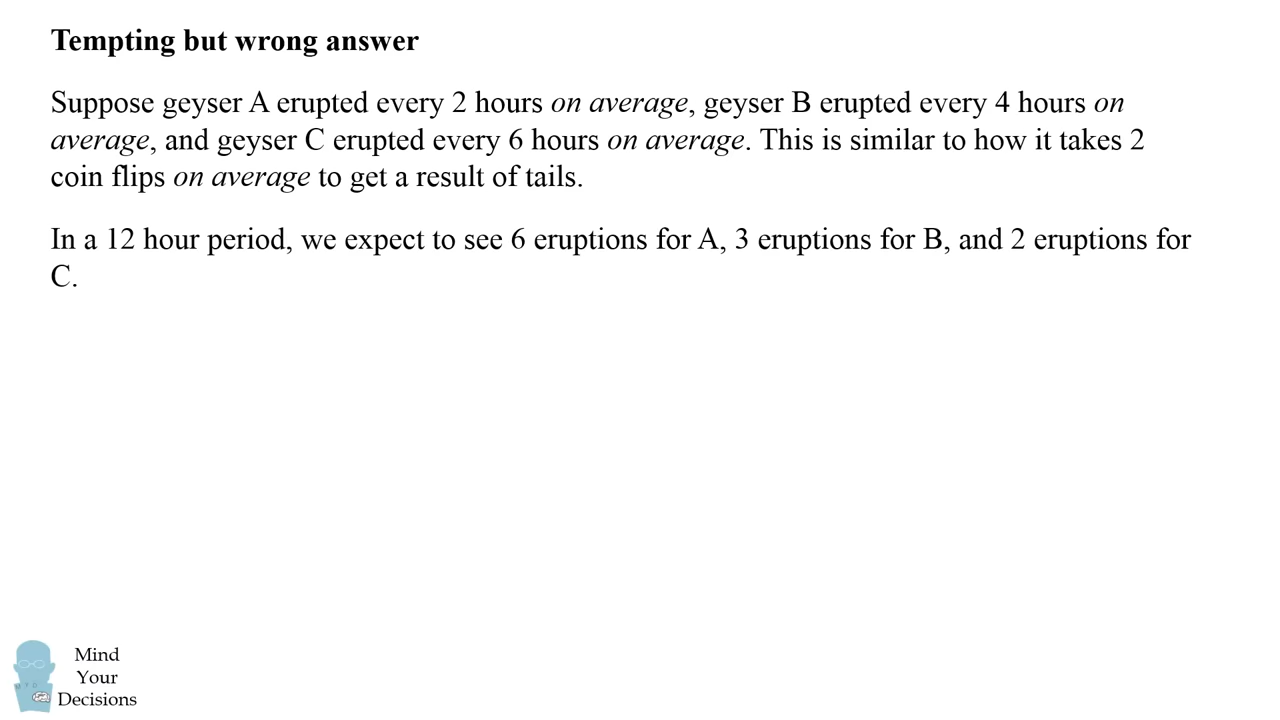 Tempting but wrong answer
Suppose geyser A erupted every 2 hours on average, geyser B erupted every 4 hours on
average, and geyser C erupted every 6 hours on average. This is similar to how it takes 2
coin flips on average to get a result of tails.
In a 12 hour period, we expect to see 6 eruptions for A, 3 eruptions for B, and 2 eruptions for
C.
Mind
Your
Decisions